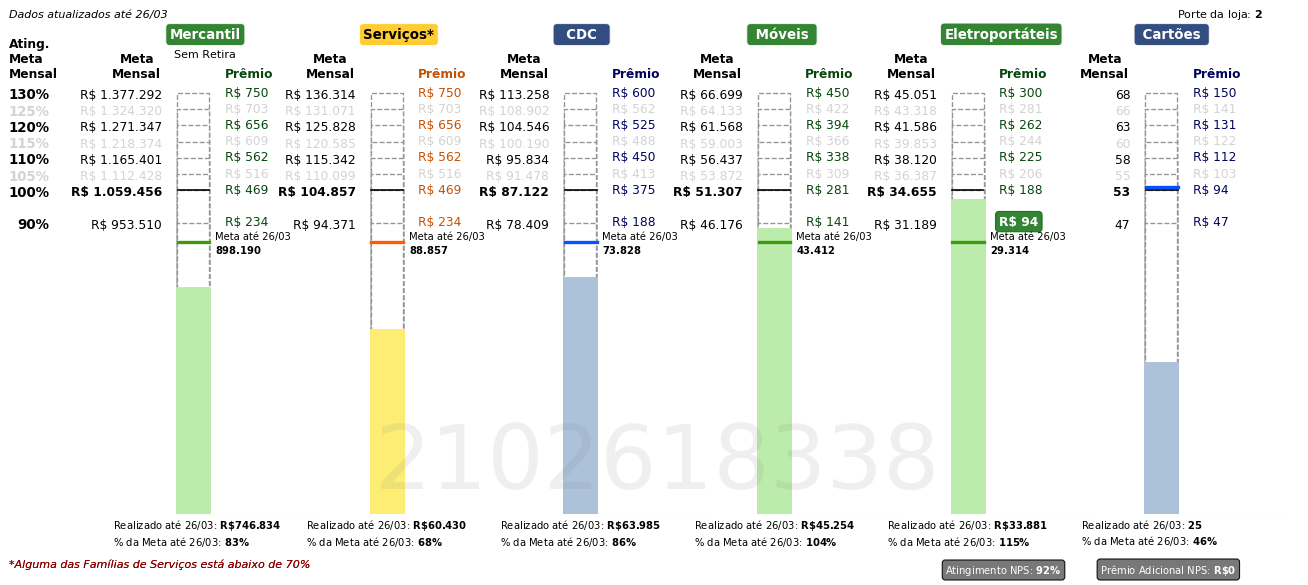 Dados atualizados até 26/03
Porte da loja: 2
Mercantil Serviços* CDC Móveis Eletroportáteis Cartões
Sem Retira
Ating. Meta Mensal
Meta Mensal Prêmio Meta Mensal Prêmio Meta Mensal Prêmio Meta Mensal Prêmio Meta Mensal Prêmio Meta Mensal Prêmio
130% R$ 1.377.292 R$ 750 R$ 136.314 R$ 750 R$ 113.258 R$ 600 R$ 66.699 R$ 450 R$ 45.051 R$ 300 68 R$ 150
125% R$ 1.324.320 R$ 703 R$ 131.071 R$ 703 R$ 108.902 R$ 562 R$ 64.133 R$ 422 R$ 43.318 R$ 281 66 R$ 141
120% R$ 1.271.347 R$ 656 R$ 125.828 R$ 656 R$ 104.546 R$ 525 R$ 61.568 R$ 394 R$ 41.586 R$ 262 63 R$ 131
115% R$ 1.218.374 R$ 609 R$ 120.585 R$ 609 R$ 100.190 R$ 488 R$ 59.003 R$ 366 R$ 39.853 R$ 244 60 R$ 122
110% R$ 1.165.401 R$ 562 R$ 115.342 R$ 562 R$ 95.834 R$ 450 R$ 56.437 R$ 338 R$ 38.120 R$ 225 58 R$ 112
105% R$ 1.112.428 R$ 516 R$ 110.099 R$ 516 R$ 91.478 R$ 413 R$ 53.872 R$ 309 R$ 36.387 R$ 206 55 R$ 103
100% R$ 1.059.456 R$ 469 R$ 104.857 R$ 469 R$ 87.122 R$ 375 R$ 51.307 R$ 281 R$ 34.655 R$ 188 53 R$ 94
90% R$ 953.510 R$ 234 R$ 94.371 R$ 234 R$ 78.409 R$ 188 R$ 46.176 R$ 141 R$ 31.189 R$ 94 47 R$ 47
Meta até 26/03 Meta até 26/03 Meta até 26/03 Meta até 26/03 Meta até 26/03
898.190 88.857 73.828 43.412 29.314
2102618338
Realizado até 26/03: R$746.834 Realizado até 26/03: R$60.430 Realizado até 26/03: R$63.985 Realizado até 26/03: R$45.254 Realizado até 26/03: R$33.881 Realizado até 26/03: 25
% da Meta até 26/03: 83% % da Meta até 26/03: 68% % da Meta até 26/03: 86% % da Meta até 26/03: 104% % da Meta até 26/03: 115% % da Meta até 26/03: 46%
*Alguma das Famílias de Serviços está abaixo de 70%
Atingimento NPS: 92% Prêmio Adicional NPS: R$0